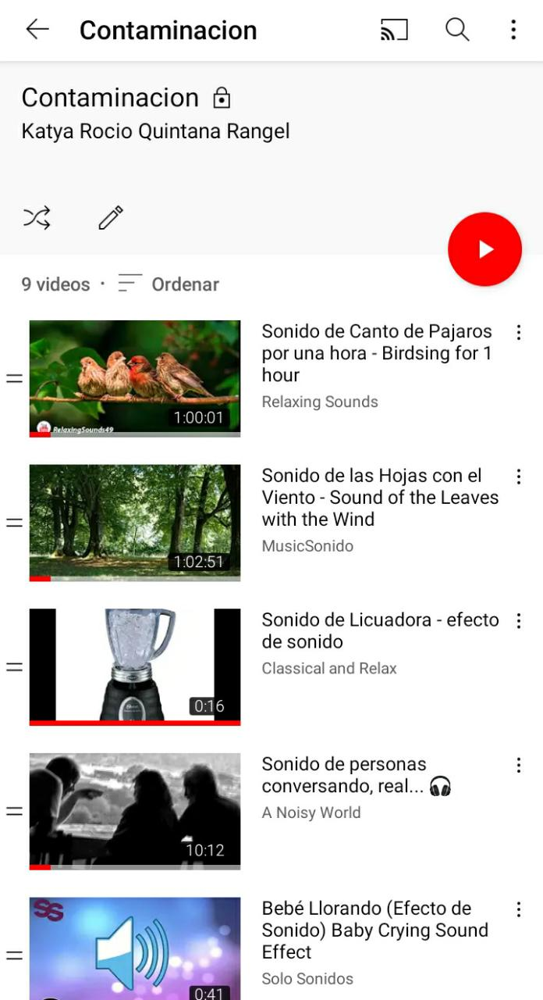 Contaminacion
Contaminacion
Katya Rocio Quintana Rangel
9 videos · Ordenar
Sonido de Canto de Pajaros
por una hora - Birdsing for 1
hour
Relaxing Sounds
1:00:01
RelaxingSounds49
Sonido de las Hojas con el
Viento - Sound of the Leaves
with the Wind
MusicSonido
1:02:51
Sonido de Licuadora - efecto
de sonido
Classical and Relax
0:16
Sonido de personas
conversando, real... 🎧
A Noisy World
10:12
Bebé Llorando (Efecto de
Sonido) Baby Crying Sound
Effect
Solo Sonidos
SS
0:41